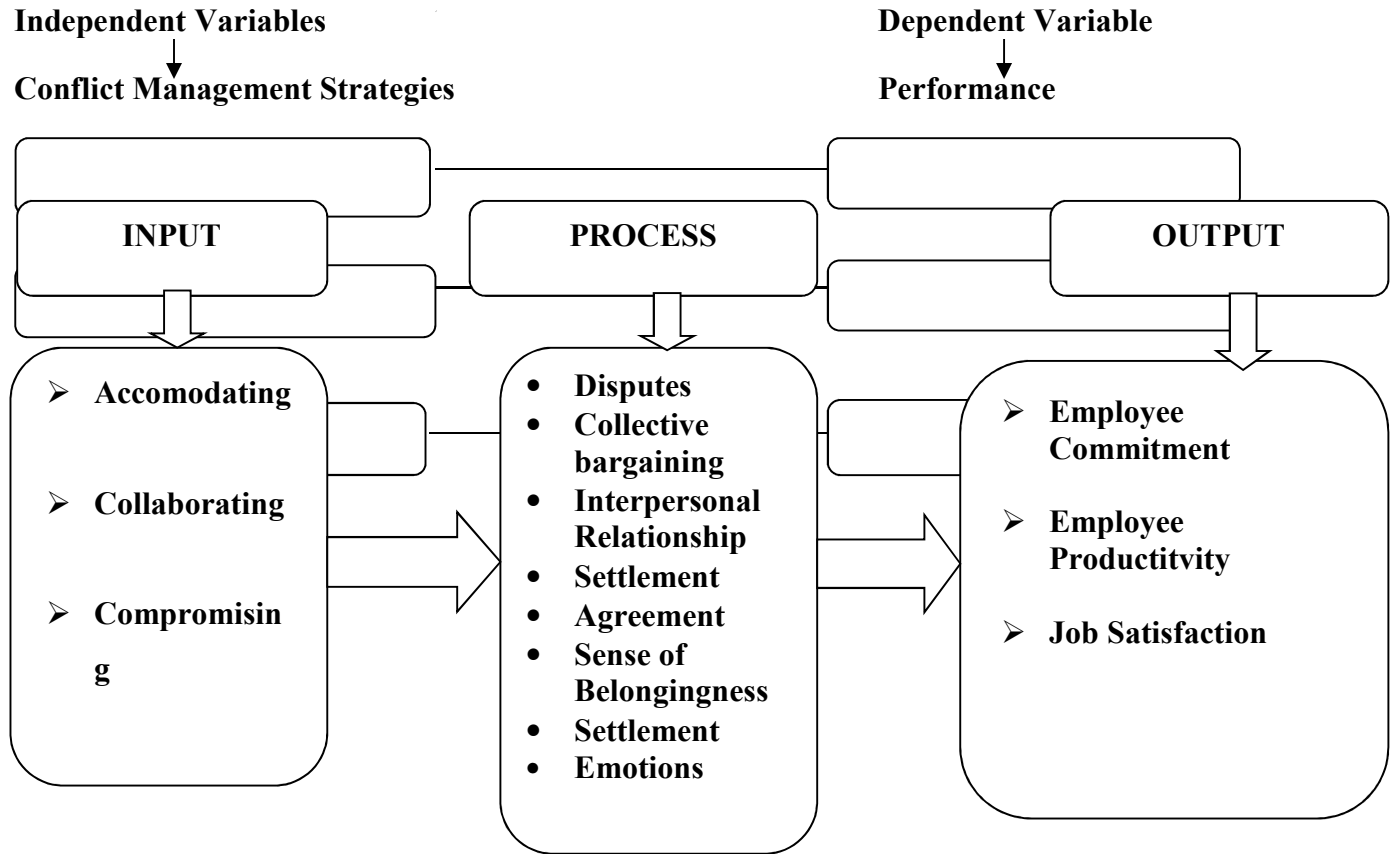 Independent Variables
Dependent Variable
Conflict Management Strategies
Performance
INPUT
PROCESS
OUTPUT
➢ Accomodating
➢ Collaborating
➢ Compromisin
g
• Disputes
• Collective
bargaining
• Interpersonal
Relationship
• Settlement
• Agreement
• Sense of
Belongingness
• Settlement
• Emotions
➢ Employee
Commitment
➢ Employee
Productitvity
➢ Job Satisfaction